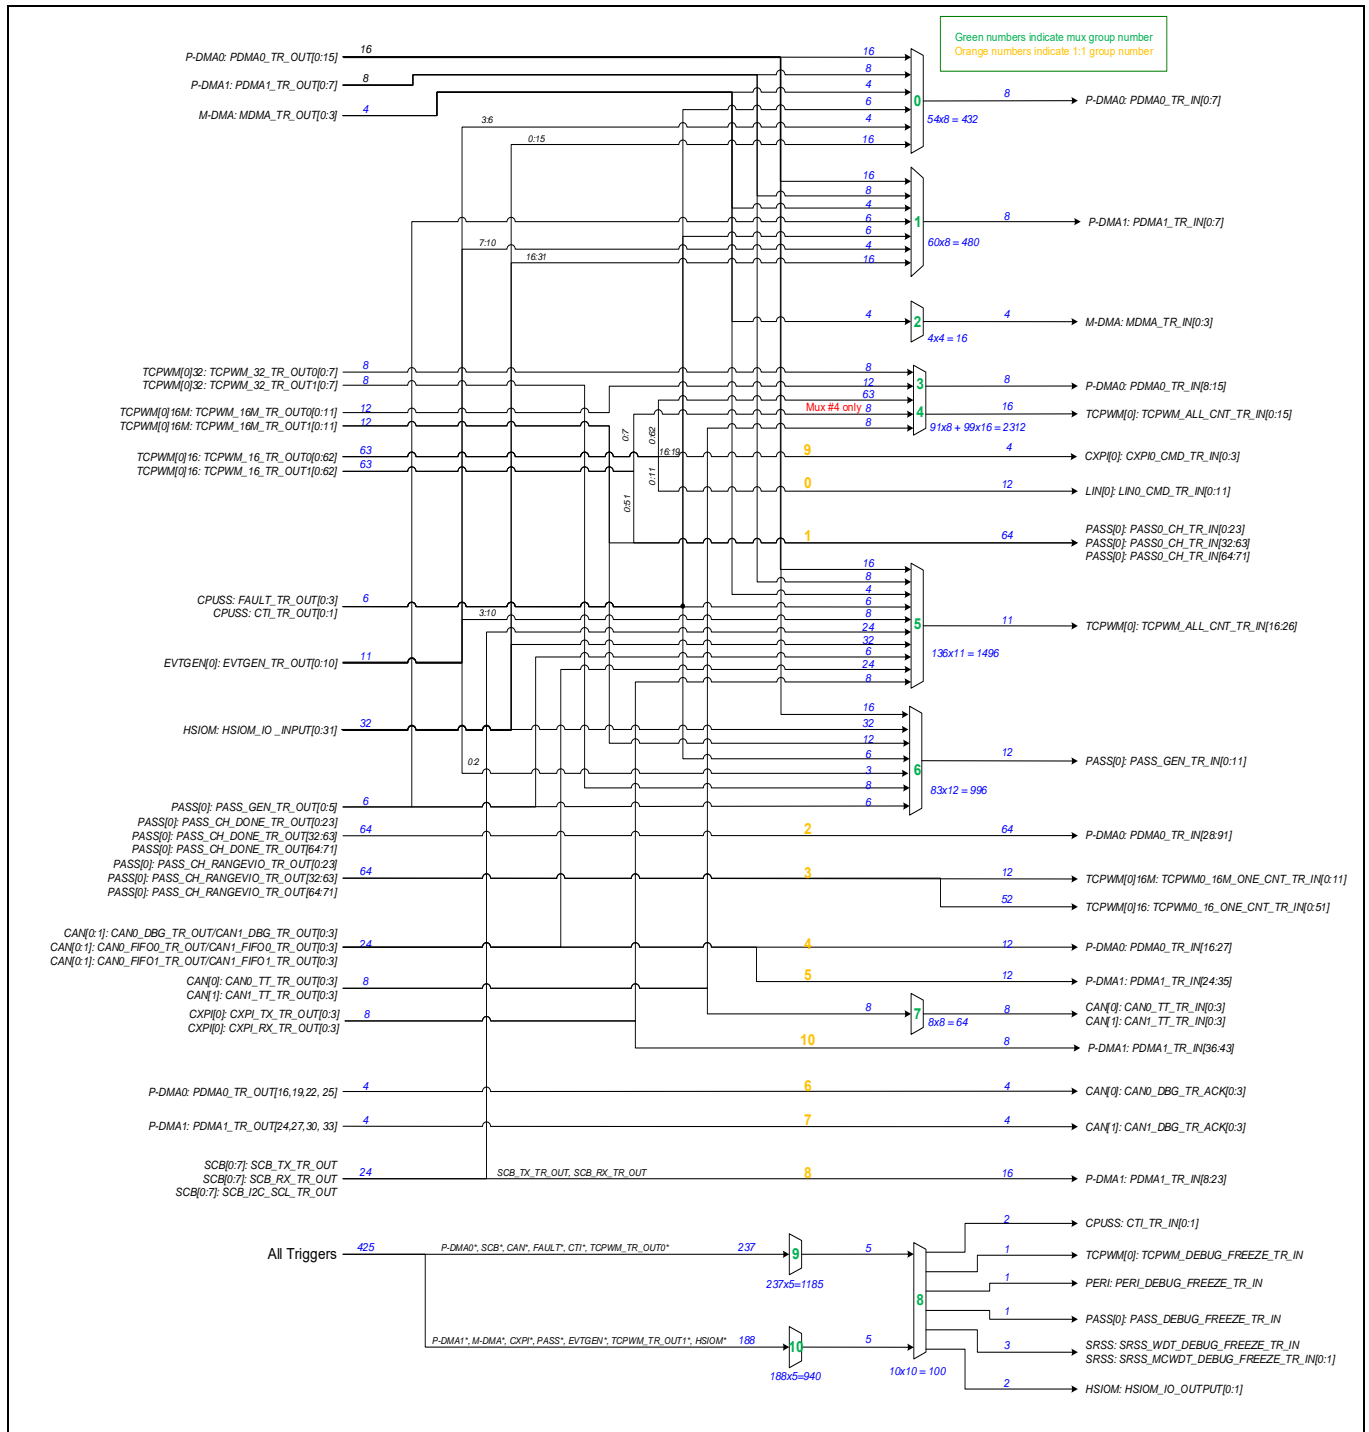 Green numbers indicate mux group number
Orange numbers indicate 1:1 group number
P-DMA0: PDMA0_TR_OUT[0:15] 16 16
P-DMA1: PDMA1_TR_OUT[0:7] 8 8
M-DMA: MDMA_TR_OUT[0:3] 4 4
6
3:6 4
0:15 16
0 8 P-DMA0: PDMA0_TR_IN[0:7]
54x8 = 432
16
8
4
6
6
7:10 4
16:31 16
1 8 P-DMA1: PDMA1_TR_IN[0:7]
60x8 = 480
4 2 4 M-DMA: MDMA_TR_IN[0:3]
4x4 = 16
TCPWM[0]32: TCPWM_32_TR_OUT0[0:7] 8 8
TCPWM[0]32: TCPWM_32_TR_OUT1[0:7] 8 12
3 8 P-DMA0: PDMA0_TR_IN[8:15]
63
TCPWM[0]16M: TCPWM_16M_TR_OUT0[0:11] 12
Mux #4 only 8
4 16 TCPWM[0]: TCPWM_ALL_CNT_TR_IN[0:15]
TCPWM[0]16M: TCPWM_16M_TR_OUT1[0:11] 12 8
91x8 + 99x16 = 2312
0:7 0:62
TCPWM[0]16: TCPWM_16_TR_OUT0[0:62] 63 16:19 9 4 CXPI[0]: CXPI0_CMD_TR_IN[0:3]
TCPWM[0]16: TCPWM_16_TR_OUT1[0:62] 63
0:11 0 12 LIN[0]: LIN0_CMD_TR_IN[0:11]
0:51
PASS[0]: PASS0_CH_TR_IN[0:23]
1 64 PASS[0]: PASS0_CH_TR_IN[32:63]
PASS[0]: PASS0_CH_TR_IN[64:71]
16
8
4
CPUSS: FAULT_TR_OUT[0:3] 6 6
CPUSS: CTI_TR_OUT[0:1]
3:10 8
24
32
6
24
8
5 11 TCPWM[0]: TCPWM_ALL_CNT_TR_IN[16:26]
136x11 = 1496
EVTGEN[0]: EVTGEN_TR_OUT[0:10] 11
16
HSIOM: HSIOM_IO _INPUT[0:31] 32 32
12
6
0:2 3
8
6
6 12 PASS[0]: PASS_GEN_TR_IN[0:11]
83x12 = 996
PASS[0]: PASS_GEN_TR_OUT[0:5] 6
PASS[0]: PASS_CH_DONE_TR_OUT[0:23]
PASS[0]: PASS_CH_DONE_TR_OUT[32:63] 64 2 64 P-DMA0: PDMA0_TR_IN[28:91]
PASS[0]: PASS_CH_DONE_TR_OUT[64:71]
PASS[0]: PASS_CH_RANGEVIO_TR_OUT[0:23]
PASS[0]: PASS_CH_RANGEVIO_TR_OUT[32:63] 64 3 12 TCPWM[0]16M: TCPWM0_16M_ONE_CNT_TR_IN[0:11]
PASS[0]: PASS_CH_RANGEVIO_TR_OUT[64:71]
52 TCPWM[0]16: TCPWM0_16_ONE_CNT_TR_IN[0:51]
CAN[0:1]: CAN0_DBG_TR_OUT/CAN1_DBG_TR_OUT[0:3]
CAN[0:1]: CAN0_FIFO0_TR_OUT/CAN1_FIFO0_TR_OUT[0:3] 24 4 12 P-DMA0: PDMA0_TR_IN[16:27]
CAN[0:1]: CAN0_FIFO1_TR_OUT/CAN1_FIFO1_TR_OUT[0:3]
5 12 P-DMA1: PDMA1_TR_IN[24:35]
CAN[0]: CAN0_TT_TR_OUT[0:3] 8
CAN[1]: CAN1_TT_TR_OUT[0:3]
8 7 8 CAN[0]: CAN0_TT_TR_IN[0:3]
CAN[1]: CAN1_TT_TR_IN[0:3]
8x8 = 64
CXPI[0]: CXPI_TX_TR_OUT[0:3] 8
CXPI[0]: CXPI_RX_TR_OUT[0:3]
10 8 P-DMA1: PDMA1_TR_IN[36:43]
P-DMA0: PDMA0_TR_OUT[16,19,22, 25] 4 6 4 CAN[0]: CAN0_DBG_TR_ACK[0:3]
P-DMA1: PDMA1_TR_OUT[24,27,30, 33] 4 7 4 CAN[1]: CAN1_DBG_TR_ACK[0:3]
SCB[0:7]: SCB_TX_TR_OUT
SCB[0:7]: SCB_RX_TR_OUT 24 SCB_TX_TR_OUT, SCB_RX_TR_OUT 8 16 P-DMA1: PDMA1_TR_IN[8:23]
SCB[0:7]: SCB_I2C_SCL_TR_OUT
2 CPUSS: CTI_TR_IN[0:1]
All Triggers 425 P-DMA0*, SCB*, CAN*, FAULT*, CTI*, TCPWM_TR_OUT0* 237 9 5
1 TCPWM[0]: TCPWM_DEBUG_FREEZE_TR_IN
237x5=1185
1 PERI: PERI_DEBUG_FREEZE_TR_IN
8
1 PASS[0]: PASS_DEBUG_FREEZE_TR_IN
P-DMA1*, M-DMA*, CXPI*, PASS*, EVTGEN*, TCPWM_TR_OUT1*, HSIOM* 188 10 5
3 SRSS: SRSS_WDT_DEBUG_FREEZE_TR_IN
SRSS: SRSS_MCWDT_DEBUG_FREEZE_TR_IN[0:1]
188x5=940
10x10 = 100
2 HSIOM: HSIOM_IO_OUTPUT[0:1]